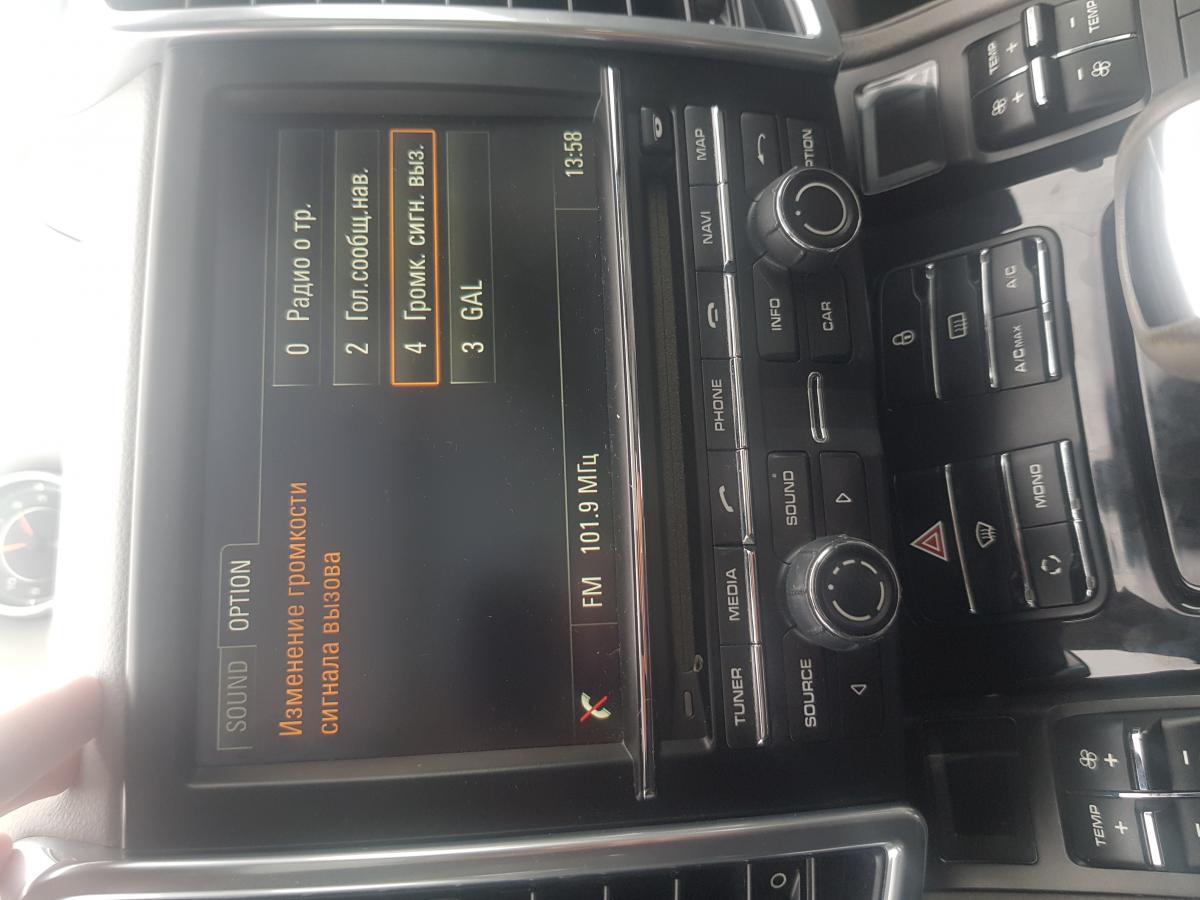 SOUND OPTION
Изменение громкости
сигнала вызова
0 Радио о тр.
2 Гол.сообщ.нав.
4 Громк. сигн. выз.
3 GAL
FM 101.9 МГц
13:58
TUNER
MEDIA
PHONE
NAVI
MAP
SOURCE
SOUND
INFO
CAR
MONO
A/C MAX
A/C
TEMP
+
+
-
TEMP
+
+
-
-
TEMP